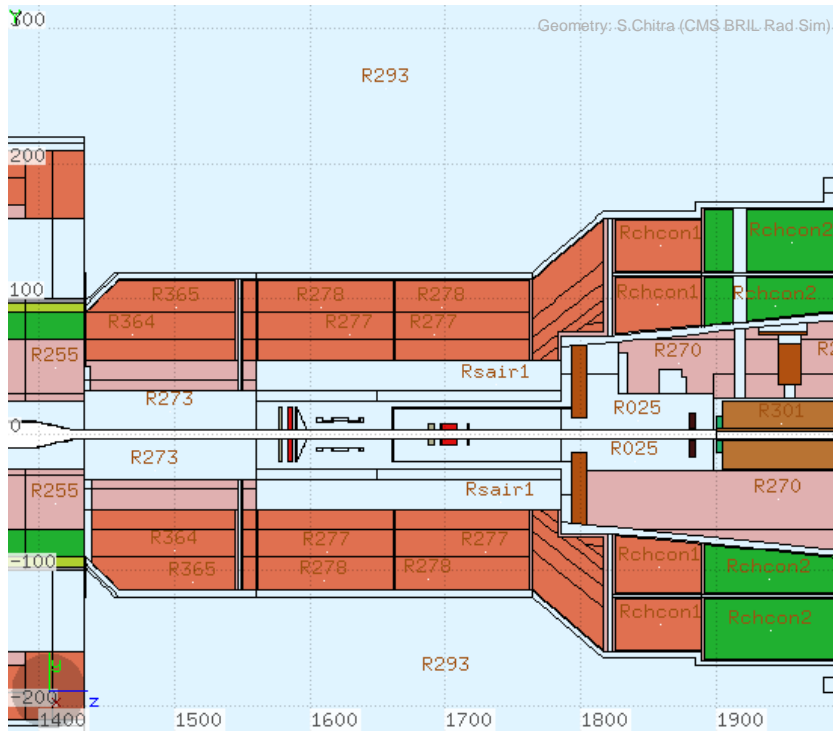 Y
300
Geometry: S.Chitra (CMS BRIL Rad Sim)
R293
200
Rchcon1 Rchcon2
100
R365 R278 R278 Rchcon1 Rchcon2
R364 R277 R277
R255 R270
Rsair1
R273 R025 R301
0
R273 R025
R255 Rsair1 R270
R364 R277 R277
-100
R365 R278 R278 Rchcon1 Rchcon2
Rchcon1 Rchcon2
R293
y
-200
x z
1400 1500 1600 1700 1800 1900